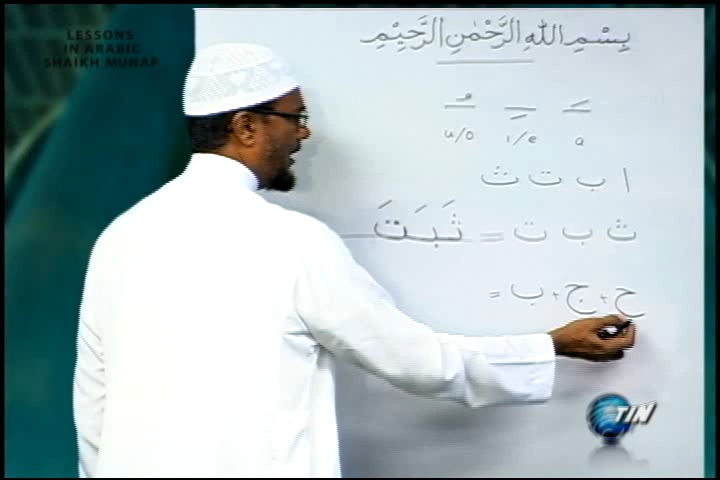 LESSONS
IN ARABIC
SHAIKH MUNAF
بِسْمِ اللهِ الرَّحْمٰنِ الرَّحِيْمِ
u/o i/e a
ا ب ت ث
ث ب ت = ثَبَتَ
ح + ج + ب =
TIN